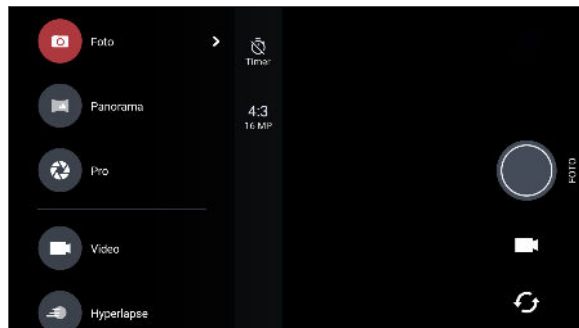 Foto
Timer
Panorama
4:3
16 MP
Pro
FOTO
Video
Hyperlapse